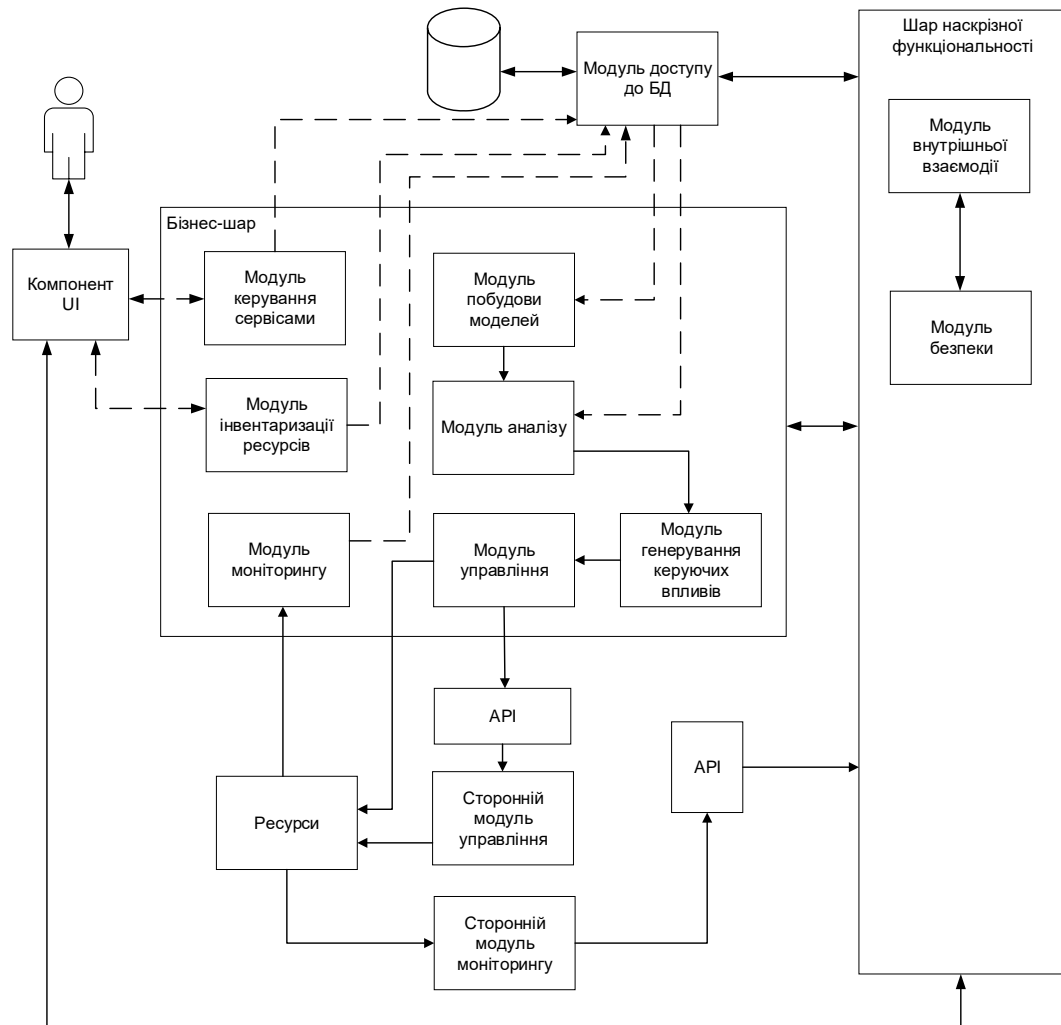 Шар наскрізної
функціональності
Модуль доступу
до БД
Модуль
внутрішньої
взаємодії
Бізнес-шар
Компонент
UI
Модуль
керування
сервісами
Модуль
побудови
моделей
Модуль
безпеки
Модуль
інвентаризації
ресурсів
Модуль аналізу
Модуль
моніторингу
Модуль
управління
Модуль
генерування
керуючих
впливів
API
API
Ресурси
Сторонній
модуль
управління
Сторонній
модуль
моніторингу